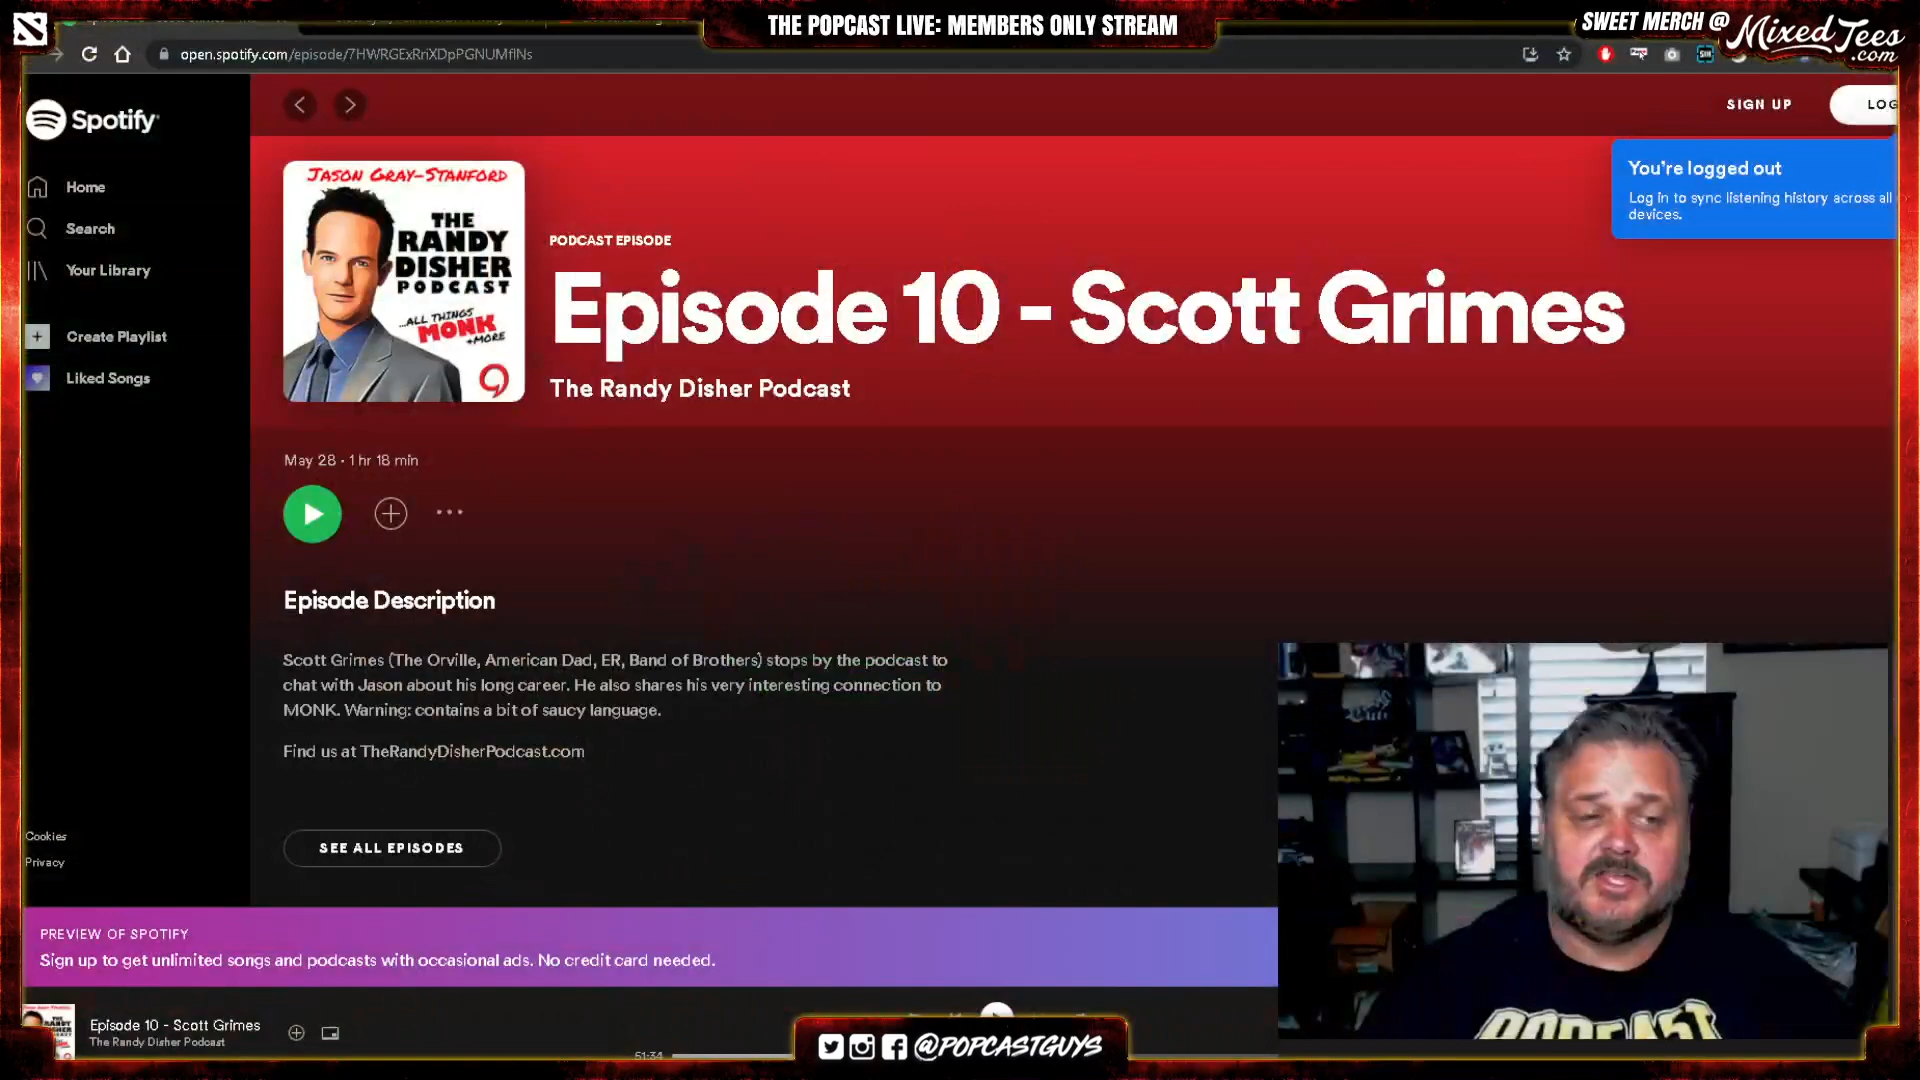 THE POPCAST LIVE: MEMBERS ONLY STREAM
SWEET MERCH @
MixedTees
.com
open.spotify.com/episode/7HWRGExRriXDpPGNUMflNs
Spotify
SIGN UP
LOG
You're logged out
Log in to sync listening history across all
devices.
Home
Search
Your Library
Create Playlist
Liked Songs
JASON GRAY-STANFORD
THE
RANDY
DISHER
PODCAST
...ALL THINGS
MONK
+MORE
PODCAST EPISODE
Episode 10 - Scott Grimes
The Randy Disher Podcast
May 28 · 1 hr 18 min
Episode Description
Scott Grimes (The Orville, American Dad, ER, Band of Brothers) stops by the podcast to
chat with Jason about his long career. He also shares his very interesting connection to
MONK. Warning: contains a bit of saucy language.
Find us at TheRandyDisherPodcast.com
SEE ALL EPISODES
Cookies
Privacy
PREVIEW OF SPOTIFY
Sign up to get unlimited songs and podcasts with occasional ads. No credit card needed.
Episode 10 - Scott Grimes
The Randy Disher Podcast
51:34
@POPCASTGUYS